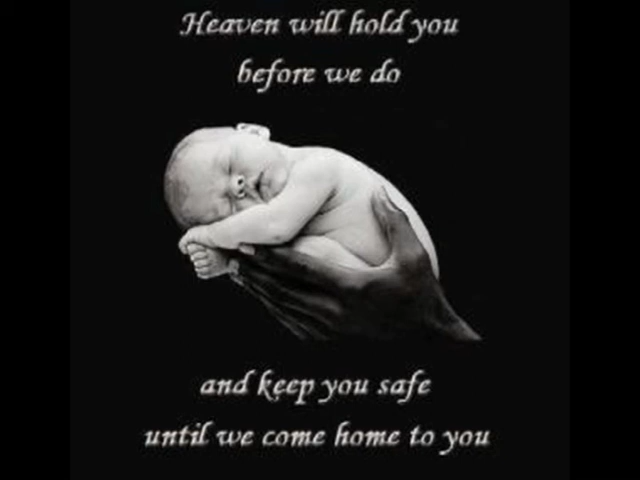 Heaven will hold you
before we do
and keep you safe
until we come home to you